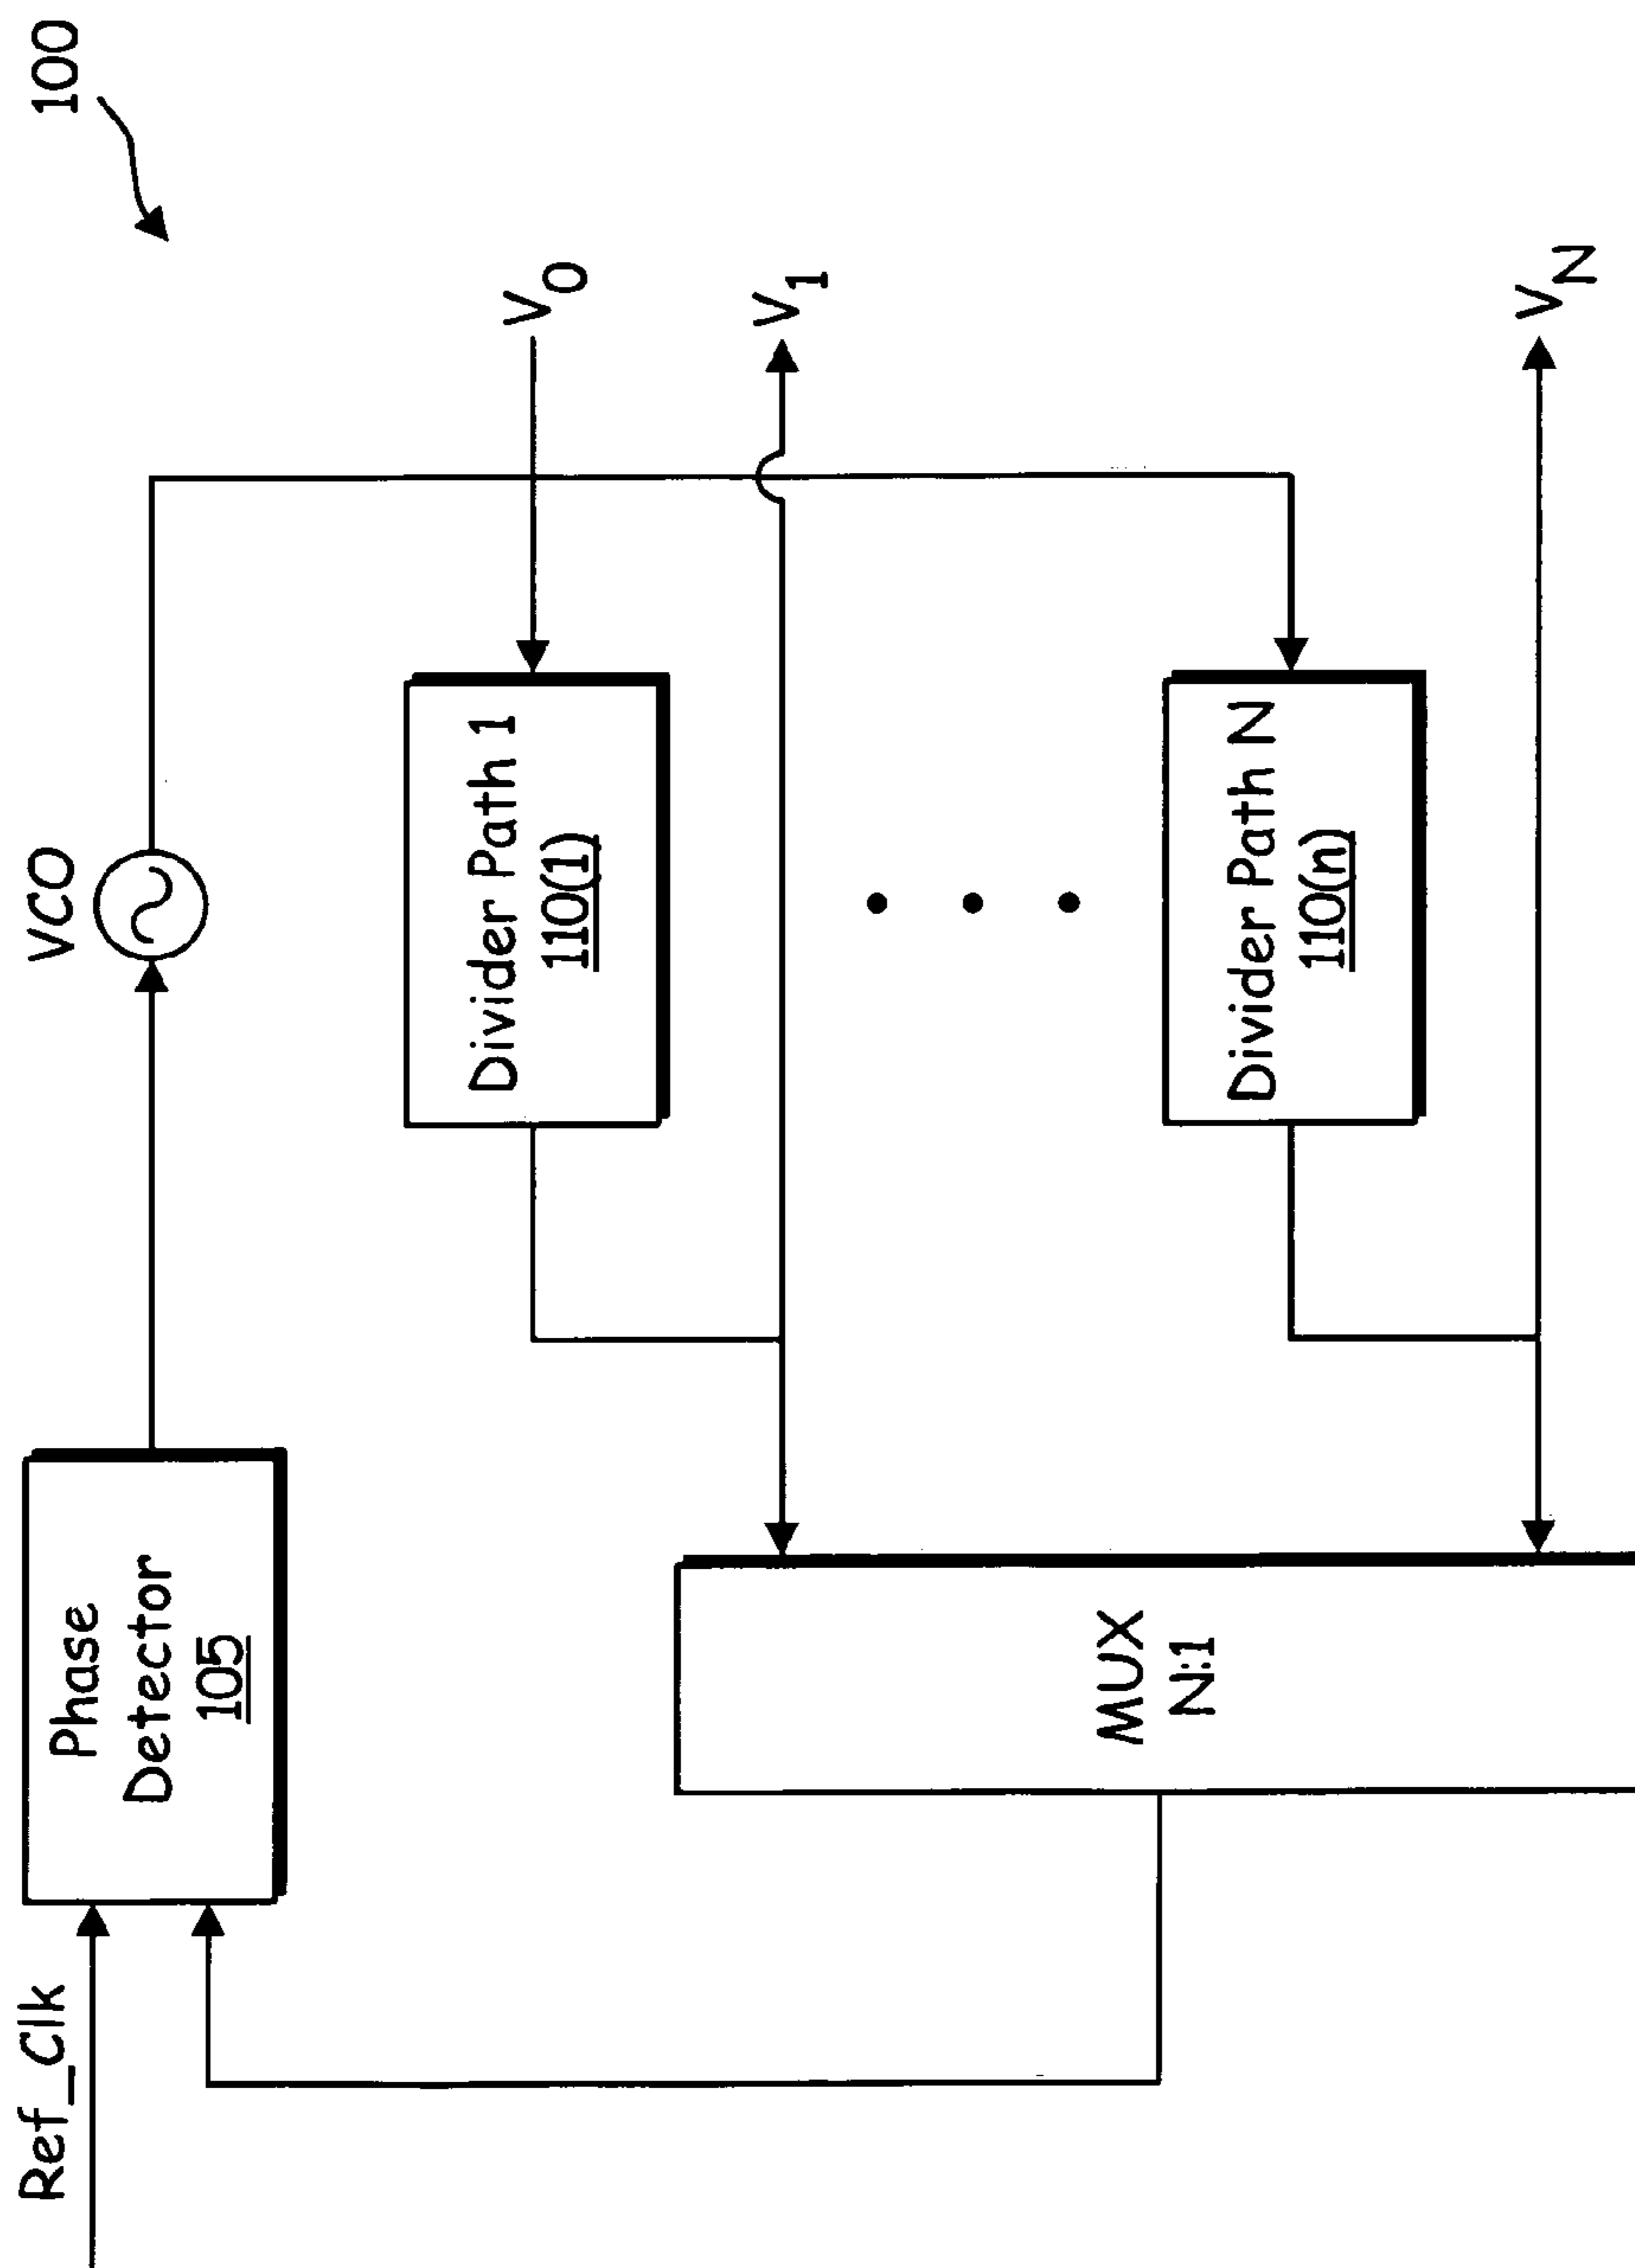 100
Ref_Clk
Phase
Detector
105
VCO
V0
Divider Path 1
110(1)
V1
MUX
N:1
Divider Path N
110(n)
VN